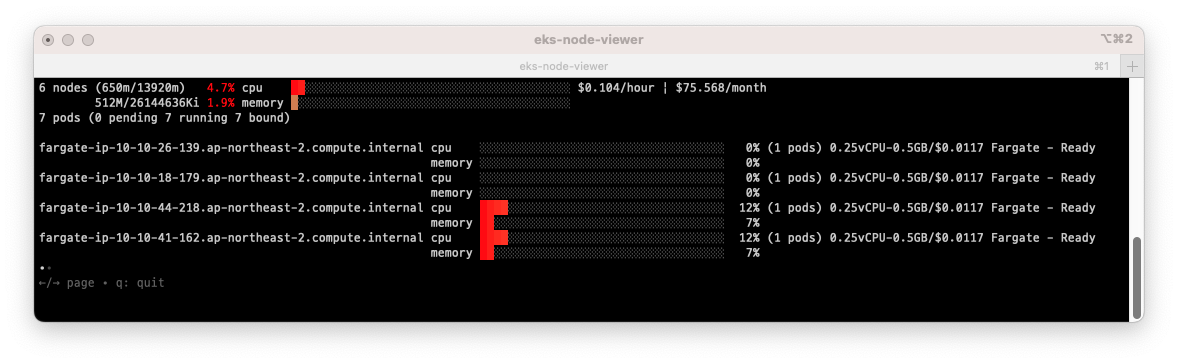 eks-node-viewer
⌥⌘2
eks-node-viewer
⌘1
6 nodes (650m/13920m) 4.7% cpu $0.104/hour | $75.568/month
512M/26144636Ki 1.9% memory
7 pods (0 pending 7 running 7 bound)
fargate-ip-10-10-26-139.ap-northeast-2.compute.internal cpu 0% (1 pods) 0.25vCPU-0.5GB/$0.0117 Fargate - Ready
memory 0%
fargate-ip-10-10-18-179.ap-northeast-2.compute.internal cpu 0% (1 pods) 0.25vCPU-0.5GB/$0.0117 Fargate - Ready
memory 0%
fargate-ip-10-10-44-218.ap-northeast-2.compute.internal cpu 12% (1 pods) 0.25vCPU-0.5GB/$0.0117 Fargate - Ready
memory 7%
fargate-ip-10-10-41-162.ap-northeast-2.compute.internal cpu 12% (1 pods) 0.25vCPU-0.5GB/$0.0117 Fargate - Ready
memory 7%
••
←/→ page • q: quit